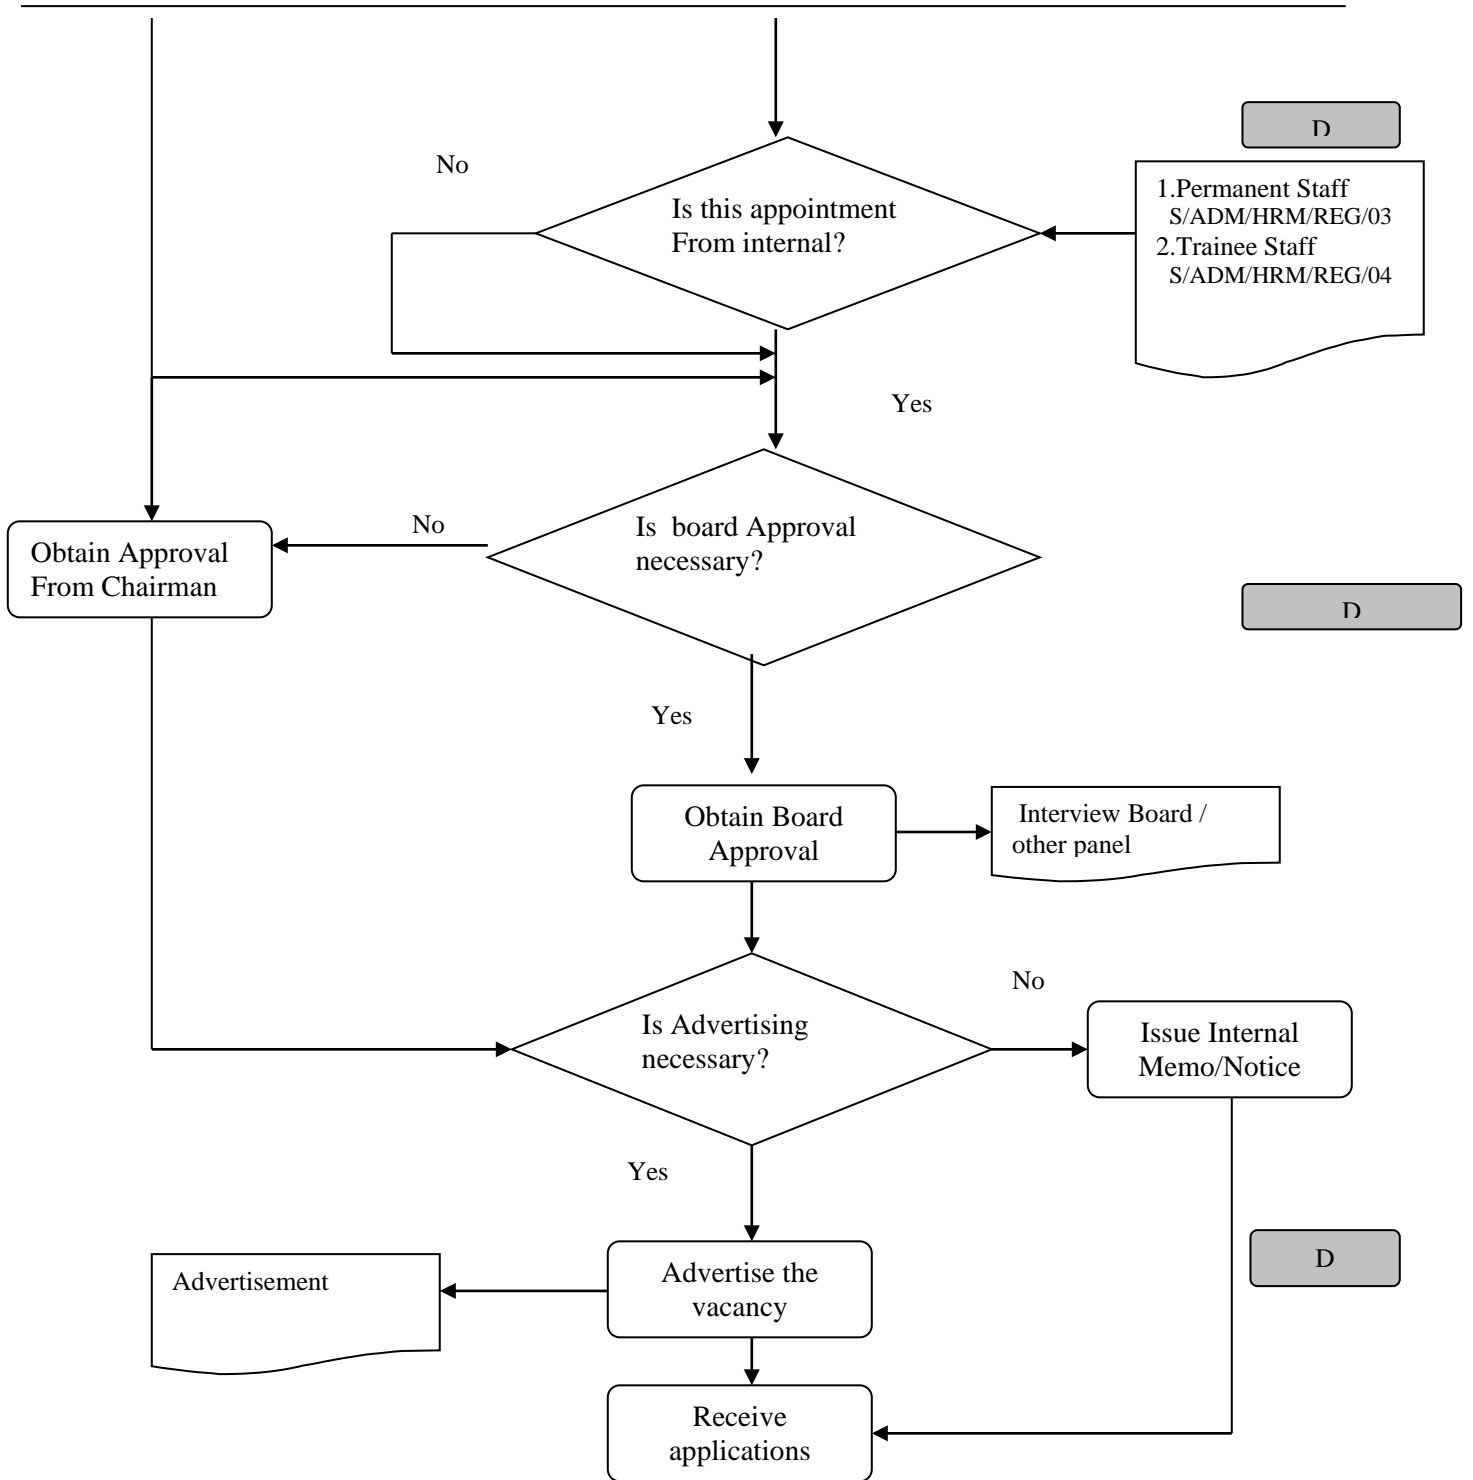 D
No
1.Permanent Staff
S/ADM/HRM/REG/03
2.Trainee Staff
S/ADM/HRM/REG/04
Is this appointment
From internal?
Yes
No
Is board Approval
necessary?
Obtain Approval
From Chairman
D
Yes
Obtain Board
Approval
Interview Board /
other panel
No
Is Advertising
necessary?
Issue Internal
Memo/Notice
Yes
D
Advertisement
Advertise the
vacancy
Receive
applications